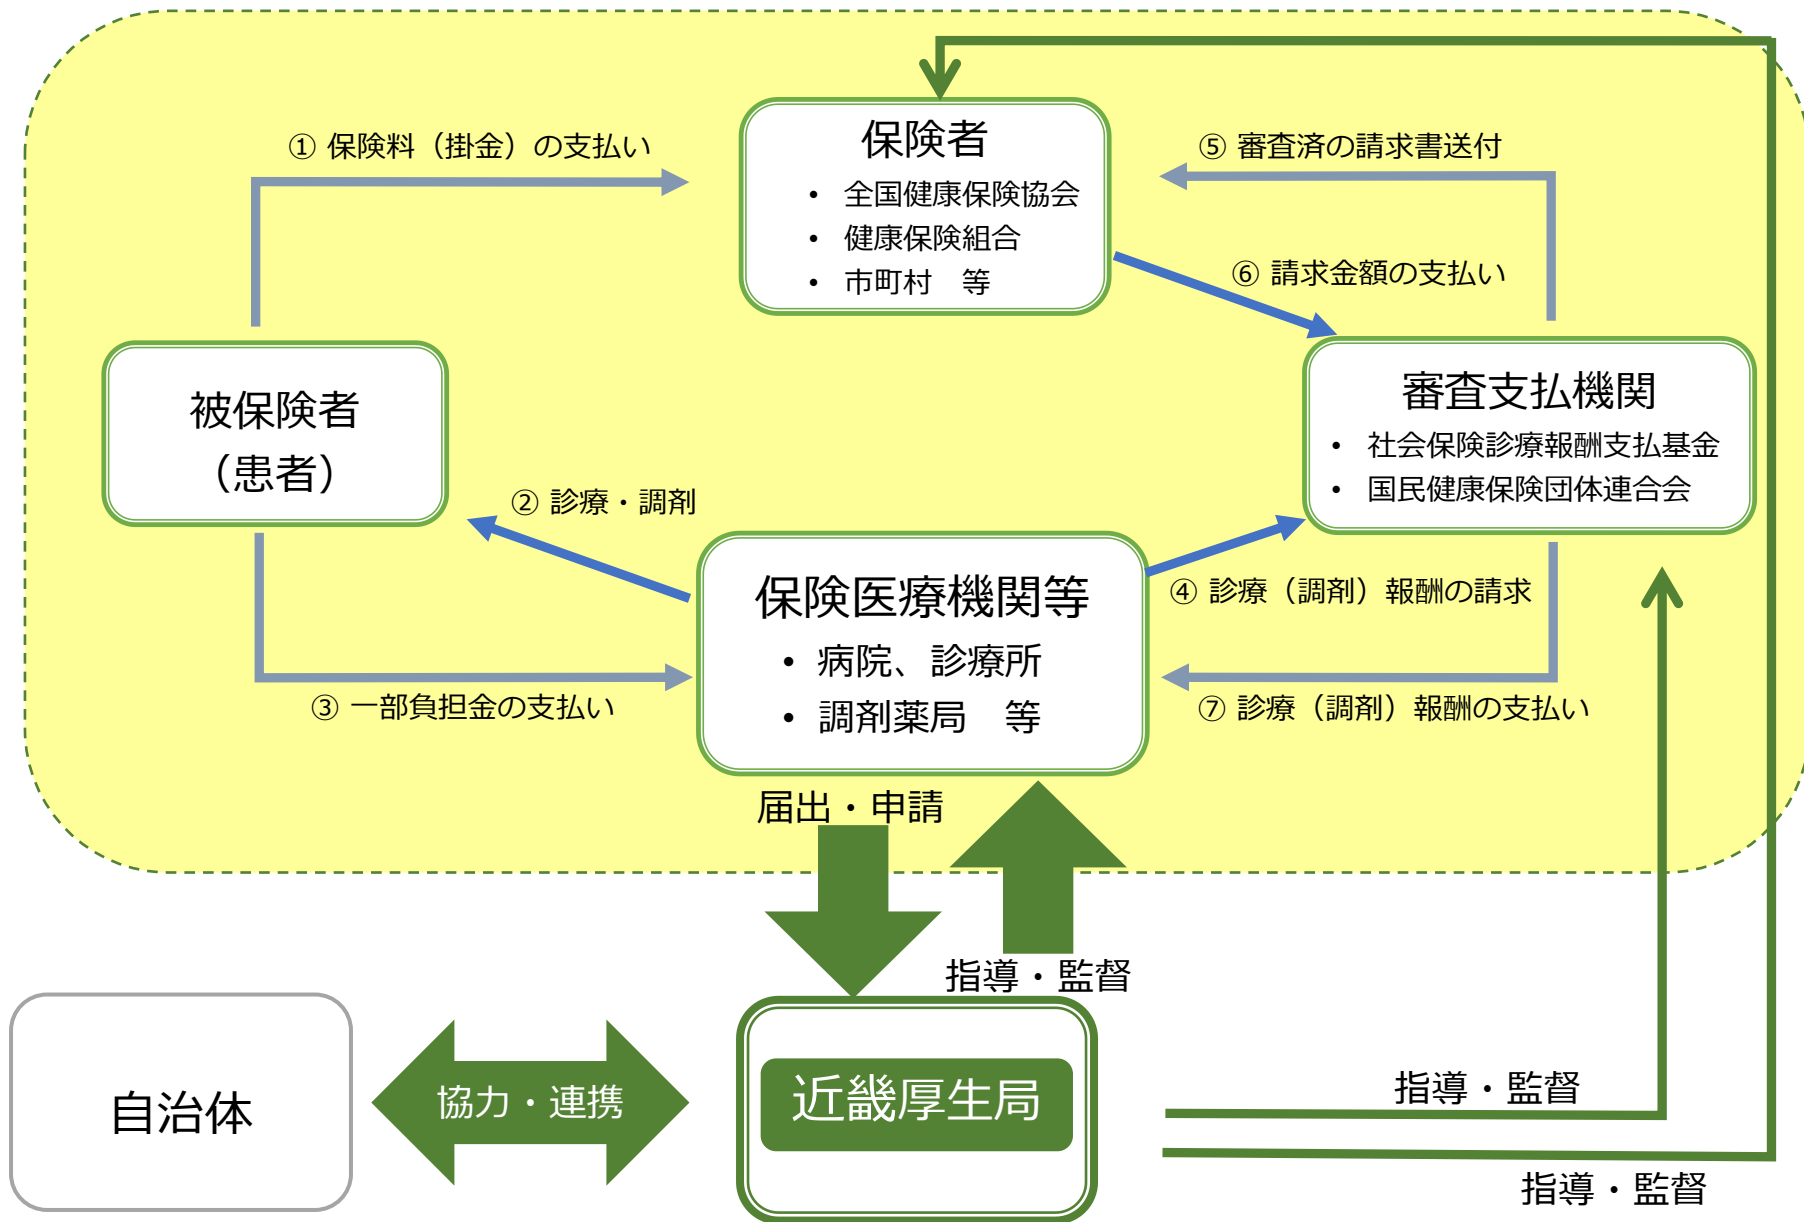 ① 保険料（掛金）の支払い
保険者
• 全国健康保険協会
• 健康保険組合
• 市町村　等
⑤ 審査済の請求書送付
⑥ 請求金額の支払い
被保険者
（患者）
審査支払機関
• 社会保険診療報酬支払基金
• 国民健康保険団体連合会
② 診療・調剤
保険医療機関等
• 病院、診療所
• 調剤薬局　等
④ 診療（調剤）報酬の請求
③ 一部負担金の支払い
⑦ 診療（調剤）報酬の支払い
届出・申請
指導・監督
自治体
協力・連携
近畿厚生局
指導・監督
指導・監督